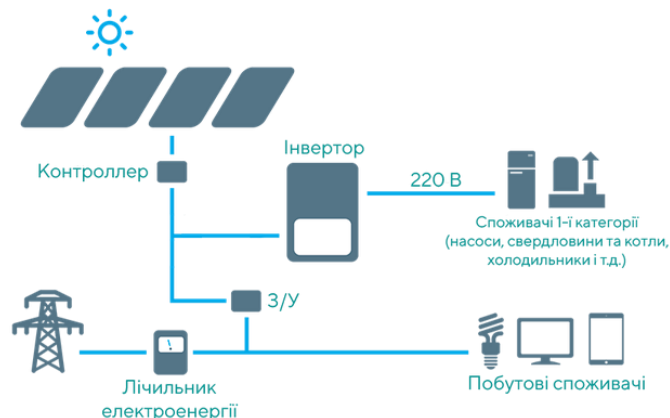 Інвертор
Контроллер
220 В
Споживачі 1-ї категорії
(насоси, свердловини та котли,
холодильники і т.д.)
З/У
Лічильник
електроенергії
Побутові споживачі